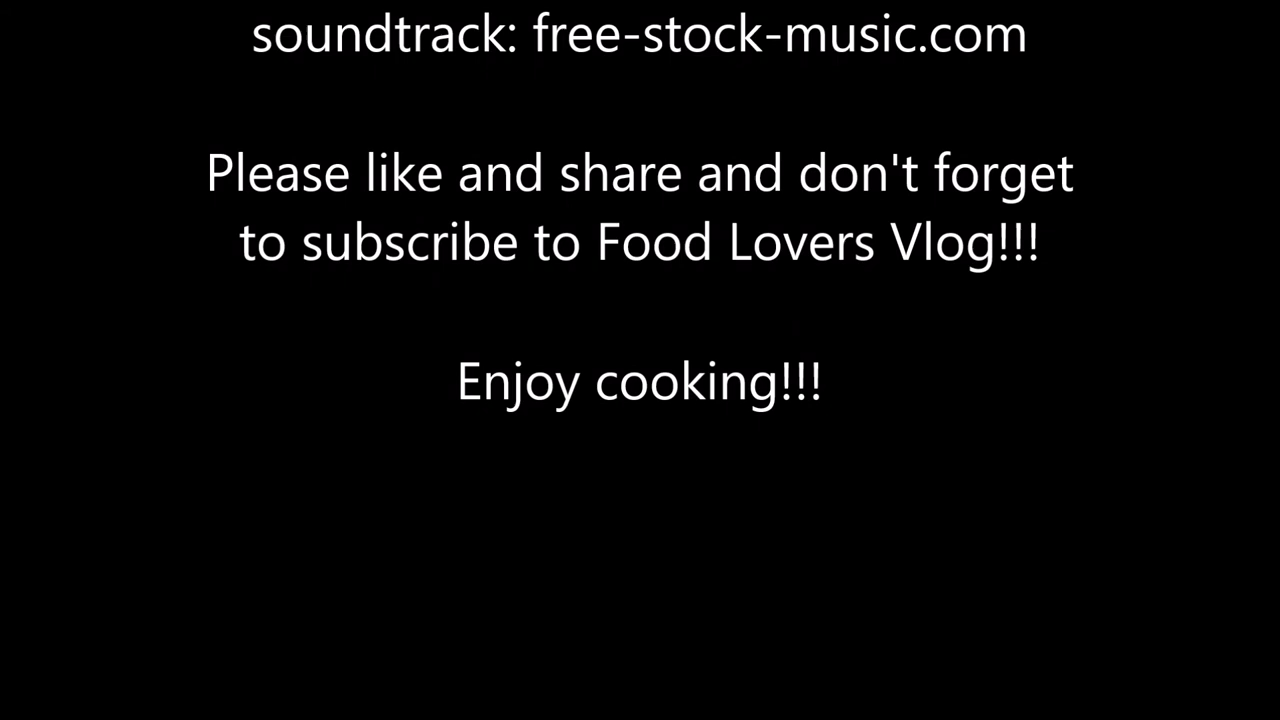 soundtrack: free-stock-music.com
Please like and share and don't forget
to subscribe to Food Lovers Vlog!!!
Enjoy cooking!!!